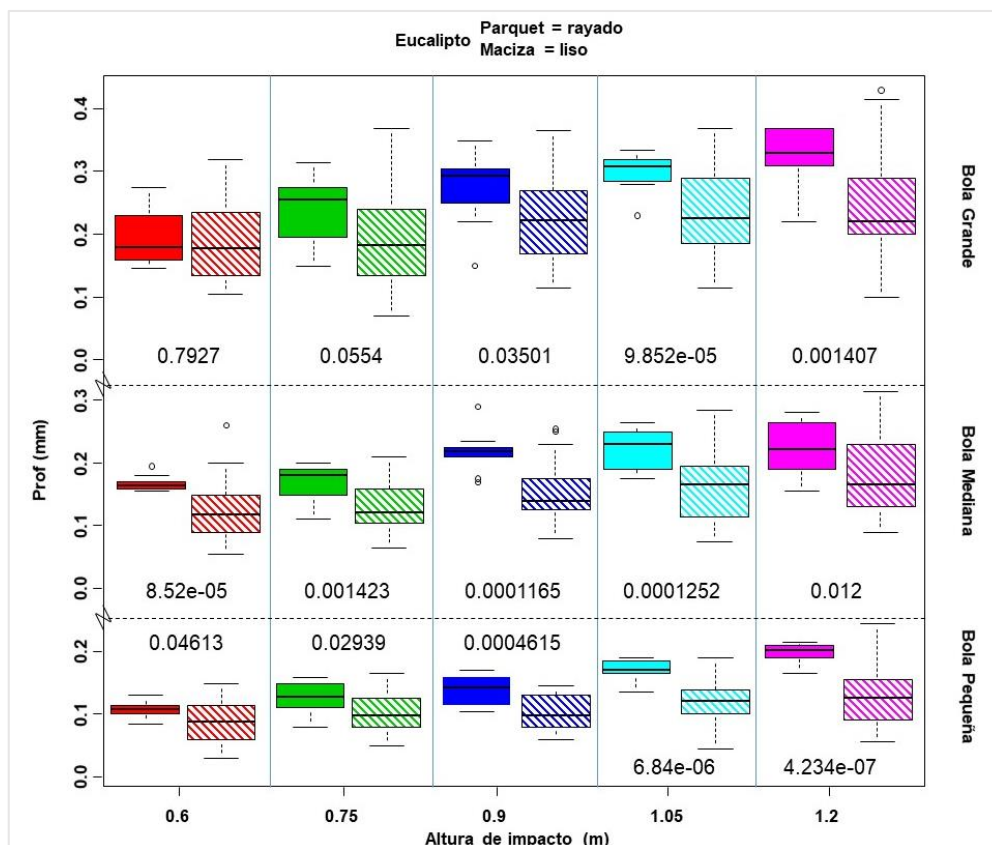 Eucalipto Parquet = rayado
Maciza = liso
0.4
0.3
0.2
0.1
0.0
Bola Grande
0.7927 0.0554 0.03501 9.852e-05 0.001407
Prof (mm)
0.3
0.2
0.1
0.0
Bola Mediana
8.52e-05 0.001423 0.0001165 0.0001252 0.012
0.04613 0.02939 0.0004615
0.2
0.1
0.0
Bola Pequeña
6.84e-06 4.234e-07
0.6 0.75 0.9 1.05 1.2
Altura de impacto (m)